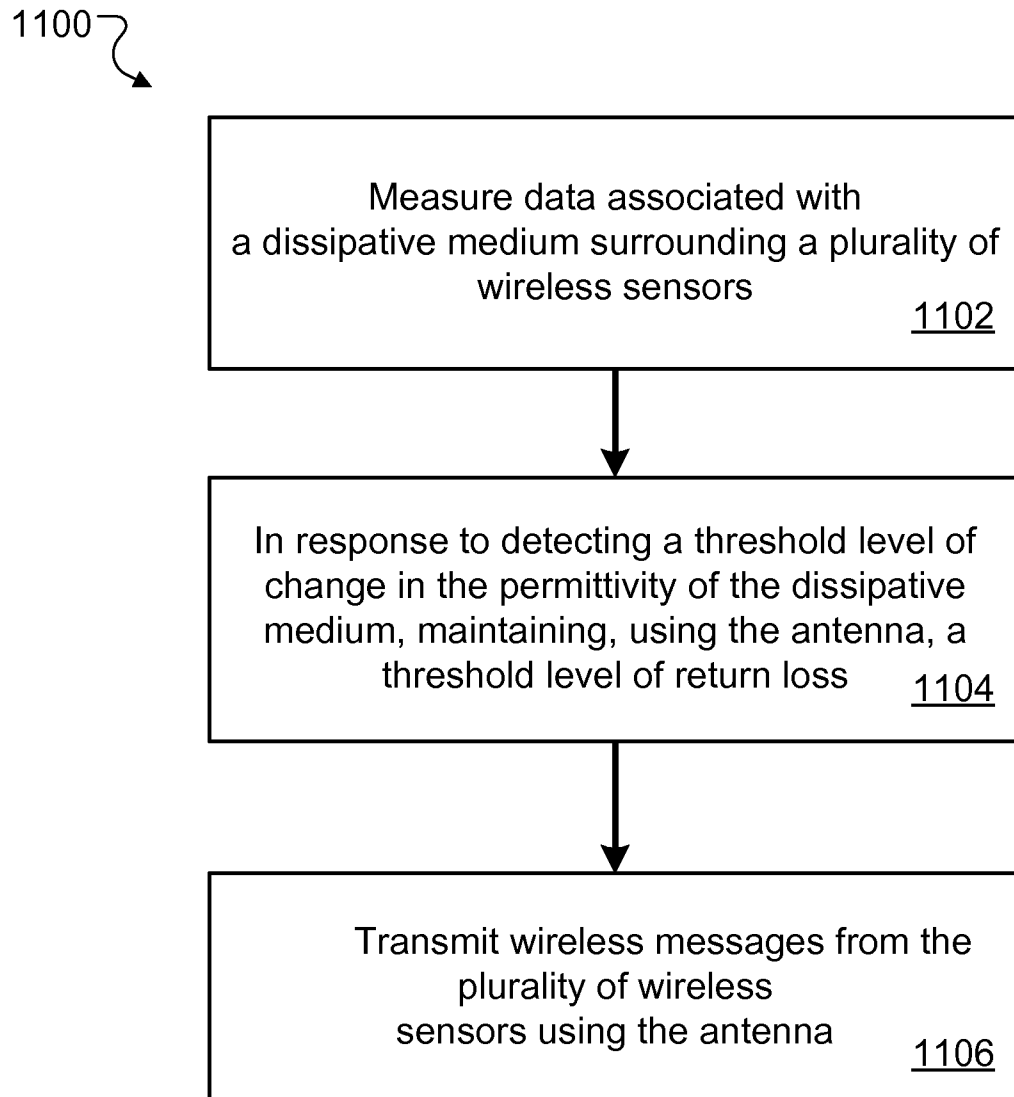 1100
Measure data associated with
a dissipative medium surrounding a plurality of
wireless sensors
1102
In response to detecting a threshold level of
change in the permittivity of the dissipative
medium, maintaining, using the antenna, a
threshold level of return loss
1104
Transmit wireless messages from the
plurality of wireless
sensors using the antenna
1106